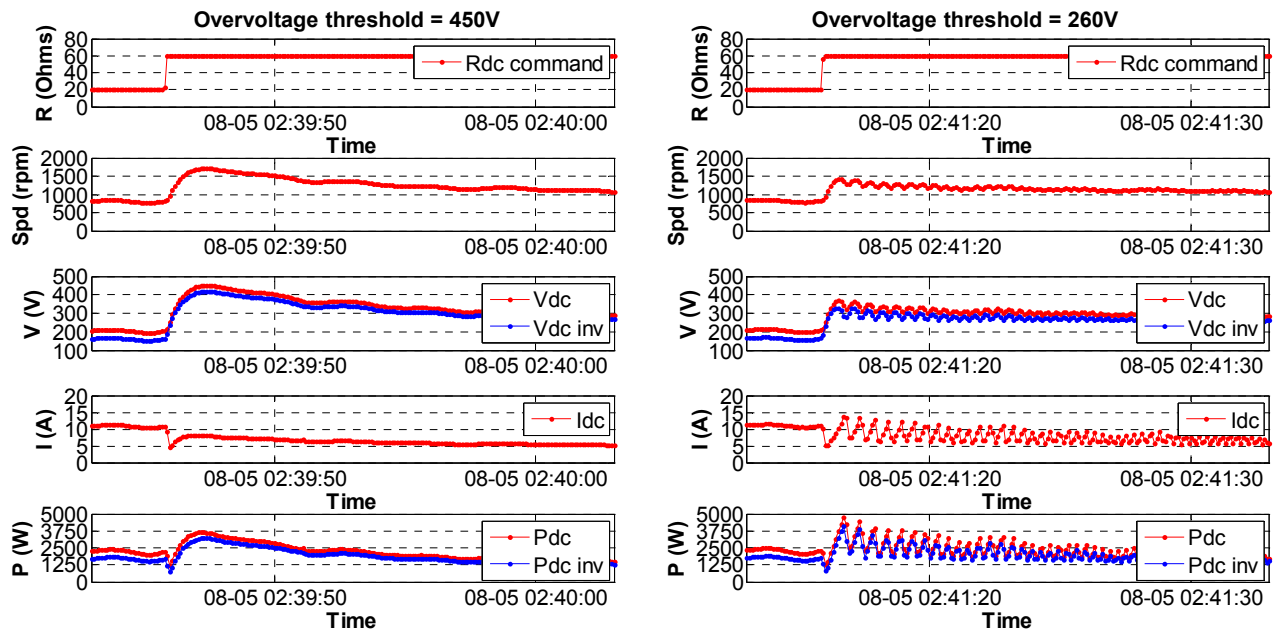 Overvoltage threshold = 450V
80
60
40
20
0
R (Ohms)
Rdc command
08-05 02:39:50
08-05 02:40:00
Time
2000
1500
1000
500
0
Spd (rpm)
08-05 02:39:50
08-05 02:40:00
500
400
300
200
100
V (V)
Vdc
Vdc inv
08-05 02:39:50
08-05 02:40:00
20
15
10
5
0
I (A)
Idc
08-05 02:39:50
08-05 02:40:00
Time
5000
3750
2500
1250
0
P (W)
Pdc
Pdc inv
08-05 02:39:50
08-05 02:40:00
Time
Overvoltage threshold = 260V
80
60
40
20
0
R (Ohms)
Rdc command
08-05 02:41:20
08-05 02:41:30
Time
2000
1500
1000
500
0
Spd (rpm)
08-05 02:41:20
08-05 02:41:30
500
400
300
200
100
V (V)
Vdc
Vdc inv
08-05 02:41:20
08-05 02:41:30
20
15
10
5
0
I (A)
Idc
08-05 02:41:20
08-05 02:41:30
Time
5000
3750
2500
1250
0
P (W)
Pdc
Pdc inv
08-05 02:41:20
08-05 02:41:30
Time